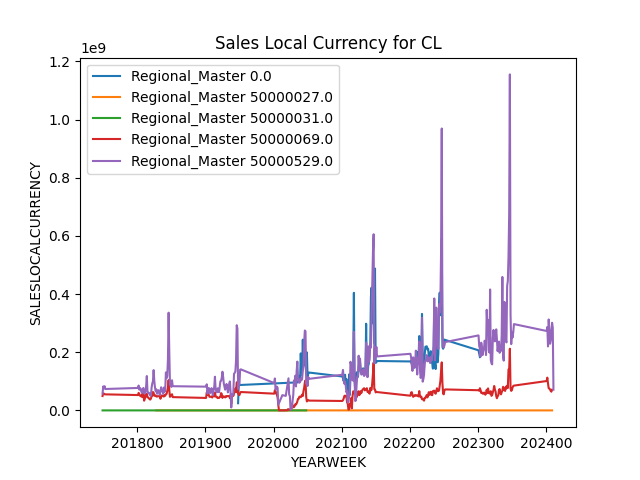 Sales Local Currency for CL
1e9
Regional_Master 0.0
Regional_Master 50000027.0
Regional_Master 50000031.0
Regional_Master 50000069.0
Regional_Master 50000529.0
1.2
1.0
0.8
0.6
0.4
0.2
0.0
SALESLOCALCURRENCY
201800 201900 202000 202100 202200 202300 202400
YEARWEEK